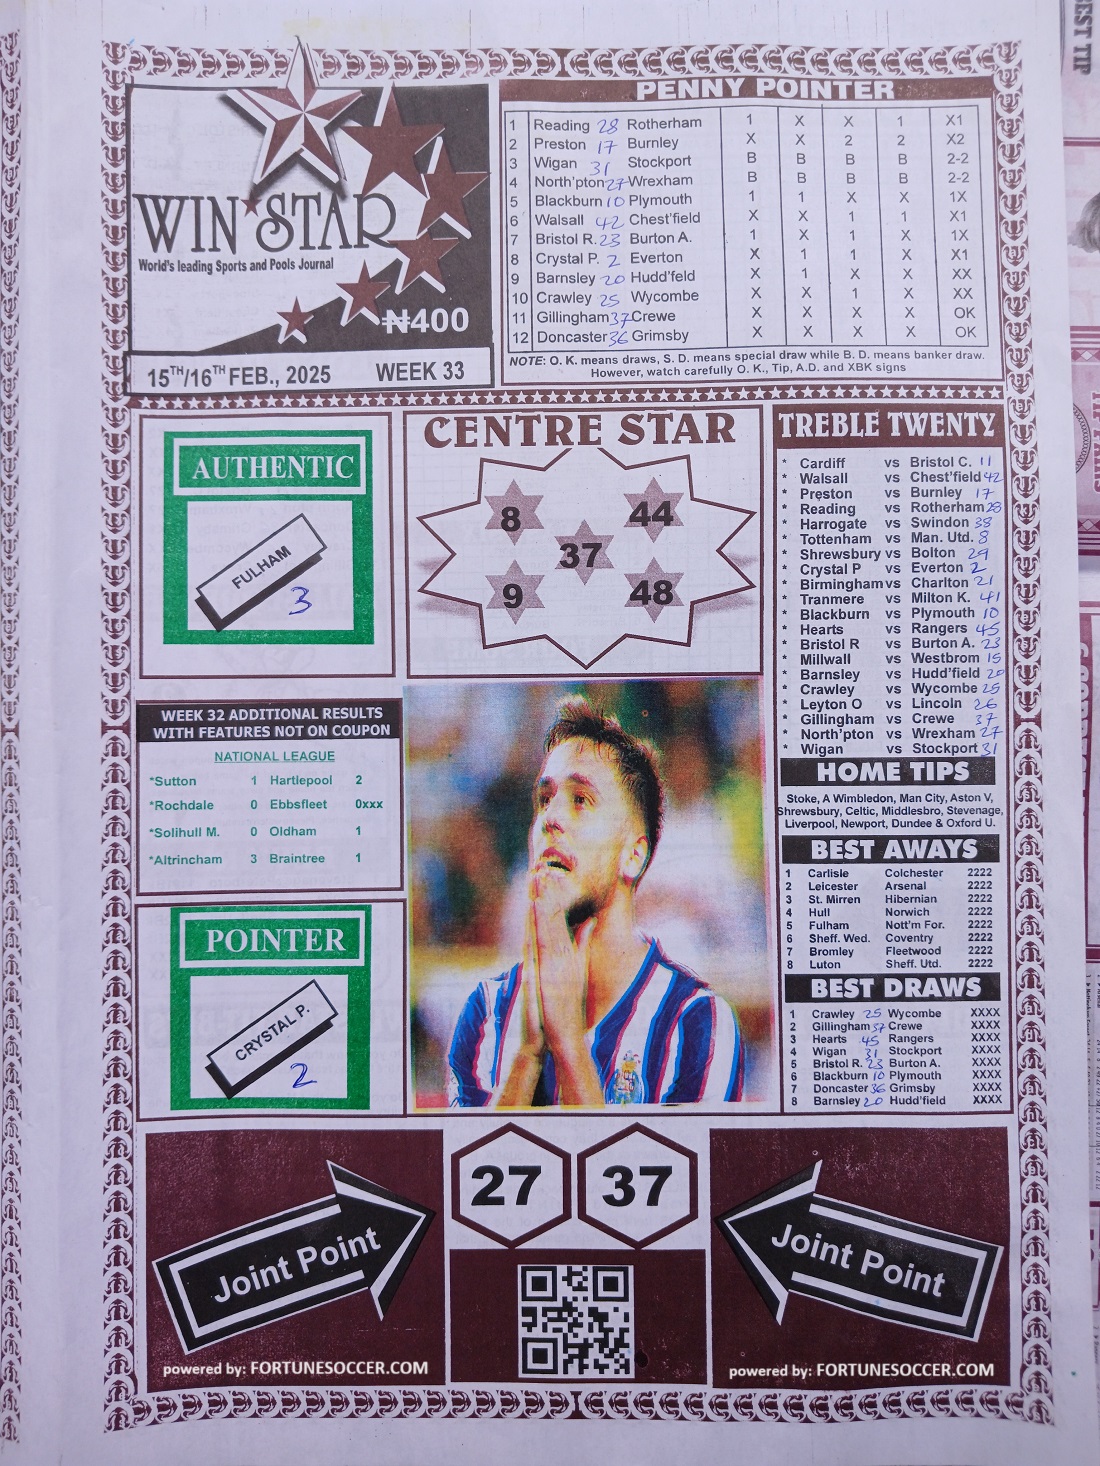 WIN STAR
World's leading Sports and Pools Journal
₦400
15TH/16TH FEB., 2025 WEEK 33
PENNY POINTER
1 Reading 28 Rotherham 1 X X 1 X1
2 Preston 17 Burnley X X 2 2 X2
3 Wigan 31 Stockport B B B B 2-2
4 North'pton 27 Wrexham B B B B 2-2
5 Blackburn 10 Plymouth 1 1 X X 1X
6 Walsall 42 Chest'field X X 1 1 X1
7 Bristol R. 23 Burton A. 1 X 1 X 1X
8 Crystal P. 2 Everton X 1 1 X X1
9 Barnsley 20 Hudd'feld X 1 X X XX
10 Crawley 25 Wycombe X X 1 X XX
11 Gillingham 37 Crewe X X X X OK
12 Doncaster 36 Grimsby X X X X OK
NOTE: O. K. means draws, S. D. means special draw while B. D. means banker draw.
However, watch carefully O. K., Tip, A.D. and XBK signs
AUTHENTIC
FULHAM
3
CENTRE STAR
8 44
37
9 48
TREBLE TWENTY
* Cardiff vs Bristol C. 11
* Walsall vs Chest'field 42
* Preston vs Burnley 17
* Reading vs Rotherham 28
* Harrogate vs Swindon 38
* Tottenham vs Man. Utd. 8
* Shrewsbury vs Bolton 29
* Crystal P vs Everton 2
* Birmingham vs Charlton 21
* Tranmere vs Milton K. 41
* Blackburn vs Plymouth 10
* Hearts vs Rangers 45
Bristol R vs Burton A. 23
* Millwall vs Westbrom 15
* Barnsley vs Hudd'field 20
* Crawley vs Wycombe 25
* Leyton O vs Lincoln 26
* Gillingham vs Crewe 37
* North'pton vs Wrexham 27
* Wigan vs Stockport 31
HOME TIPS
Stoke, A Wimbledon, Man City, Aston V,
Shrewsbury, Celtic, Middlesbro, Stevenage,
Liverpool, Newport, Dundee & Oxford U.
WEEK 32 ADDITIONAL RESULTS
WITH FEATURES NOT ON COUPON
NATIONAL LEAGUE
*Sutton 1 Hartlepool 2
*Rochdale 0 Ebbsfleet 0xxx
*Solihull M. 0 Oldham 1
*Altrincham 3 Braintree 1
BEST AWAYS
1 Carlisle Colchester 2222
2 Leicester Arsenal 2222
3 St. Mirren Hibernian 2222
4 Hull Norwich 2222
5 Fulham Nott'm For. 2222
6 Sheff. Wed. Coventry 2222
7 Bromley Fleetwood 2222
8 Luton Sheff. Utd. 2222
POINTER
CRYSTAL P.
2
BEST DRAWS
1 Crawley 25 Wycombe XXXX
2 Gillingham 37 Crewe XXXX
3 Hearts 45 Rangers XXXX
4 Wigan 31 Stockport XXXX
5 Bristol R. 23 Burton A. XXXX
6 Blackburn 10 Plymouth XXXX
7 Doncaster 36 Grimsby XXXX
8 Barnsley 20 Hudd'field XXXX
Joint Point
27 37
Joint Point
powered by: FORTUNESOCCER.COM
powered by: FORTUNESOCCER.COM
EST TIP